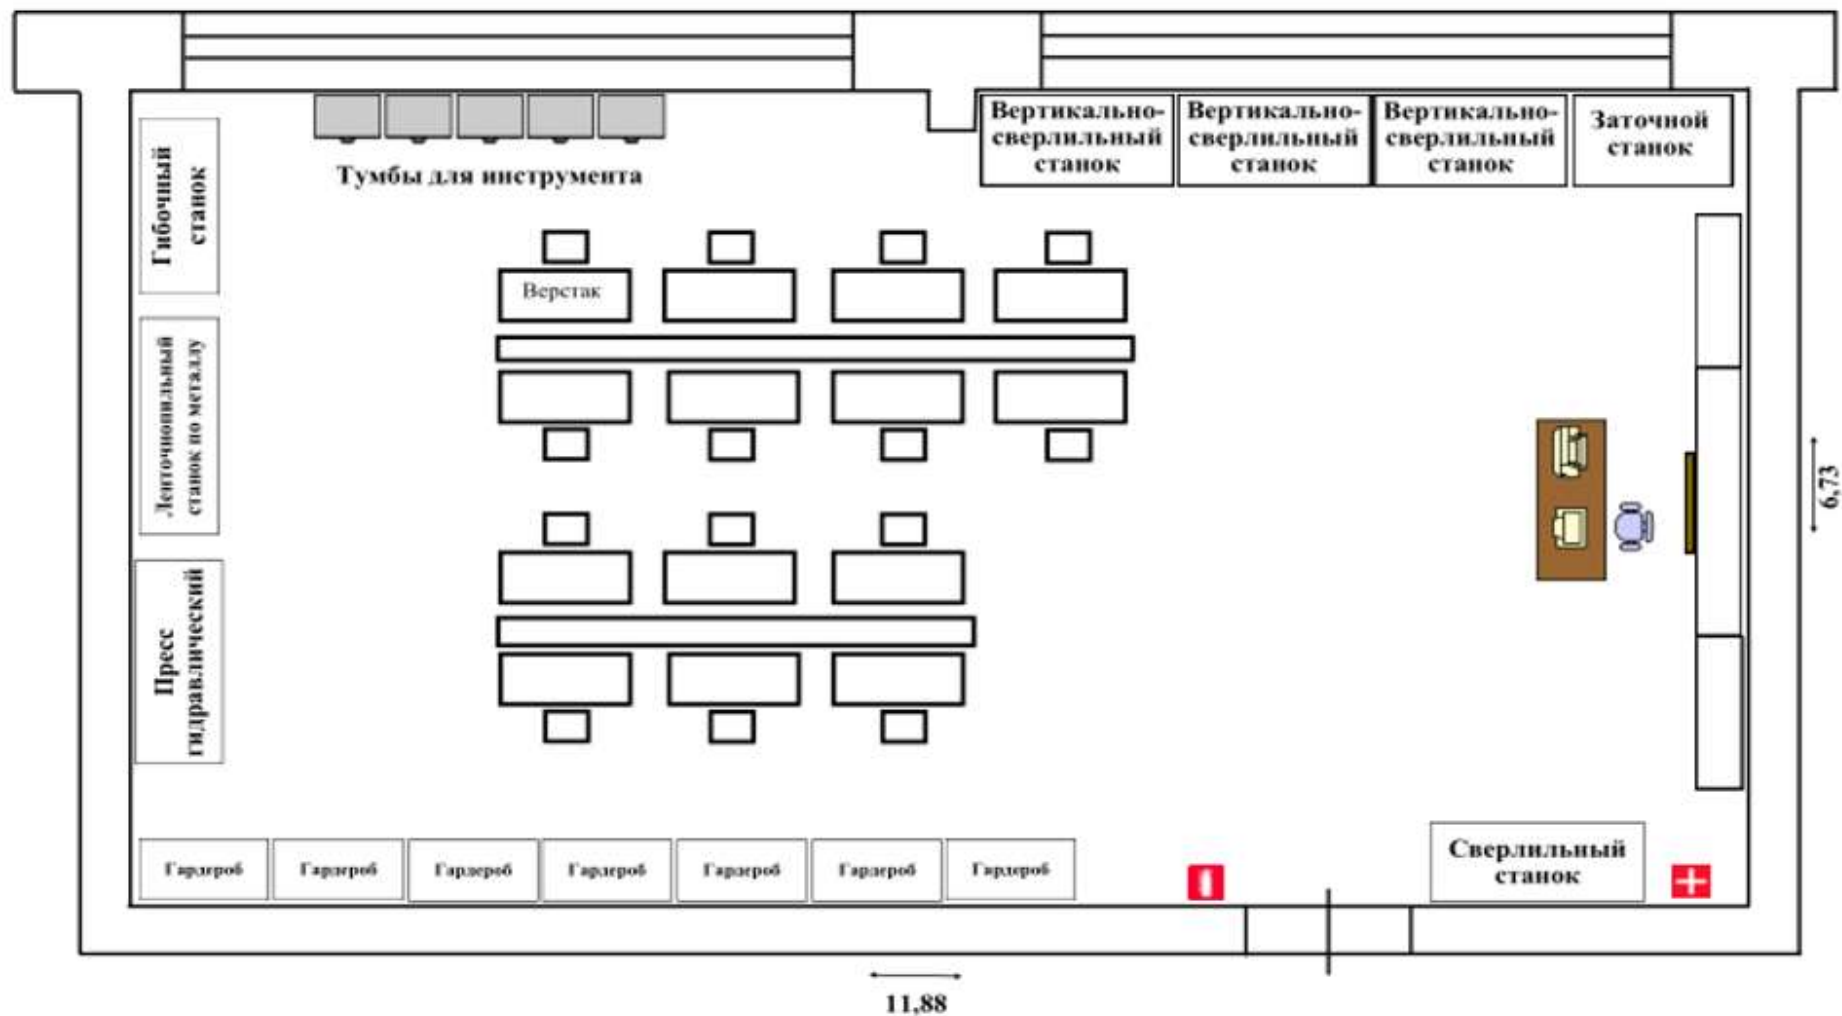 Вертикально-
сверлильный
станок
Вертикально-
сверлильный
станок
Вертикально-
сверлильный
станок
Заточной
станок
Тумбы для инструмента
Гибочный
станок
Верстак
Ленточнопильный
станок по металу
Пресс
гидравлический
6,73
Гардероб
Гардероб
Гардероб
Гардероб
Гардероб
Гардероб
Гардероб
Сверлильный
станок
11,88